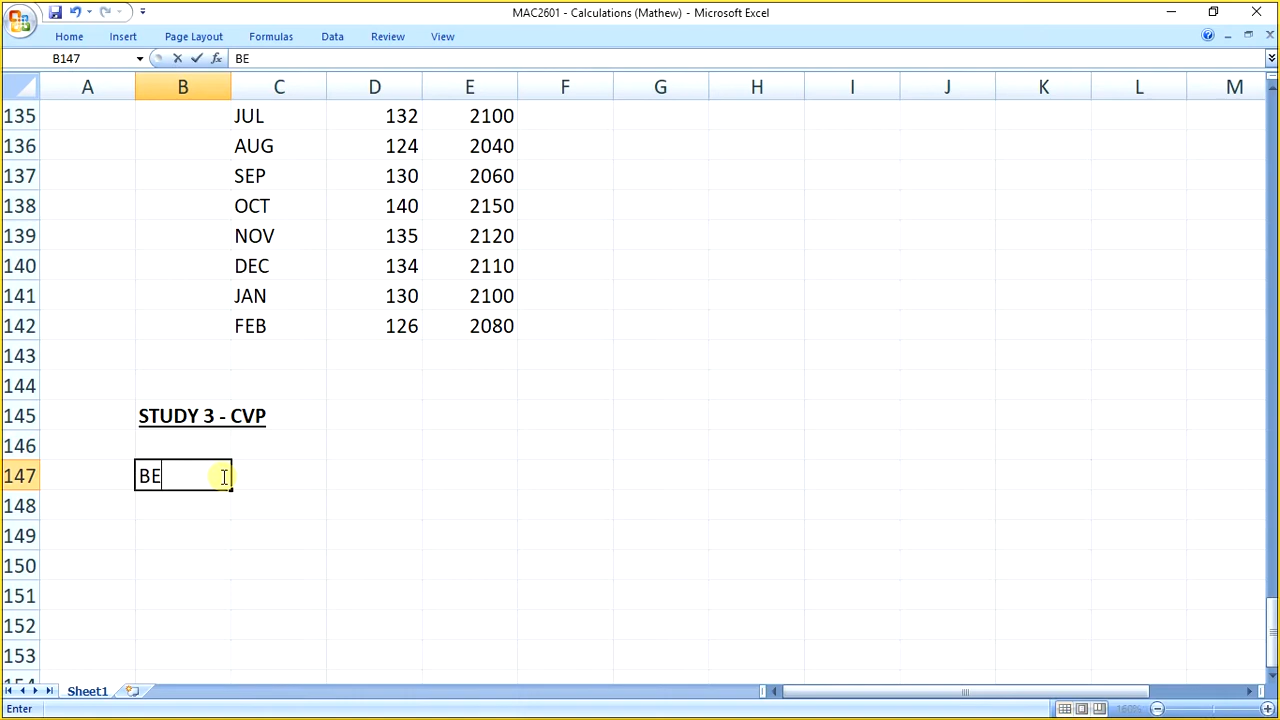 MAC2601 - Calculations (Mathew) - Microsoft Excel
Home Insert Page Layout Formulas Data Review View
B147 fx BE
A B C D E F G H I J K L M
135 JUL 132 2100
136 AUG 124 2040
137 SEP 130 2060
138 OCT 140 2150
139 NOV 135 2120
140 DEC 134 2110
141 JAN 130 2100
142 FEB 126 2080
143
144
145 STUDY 3 - CVP
146
147 BE
148
149
150
151
152
153
154
Sheet1
Enter 160%